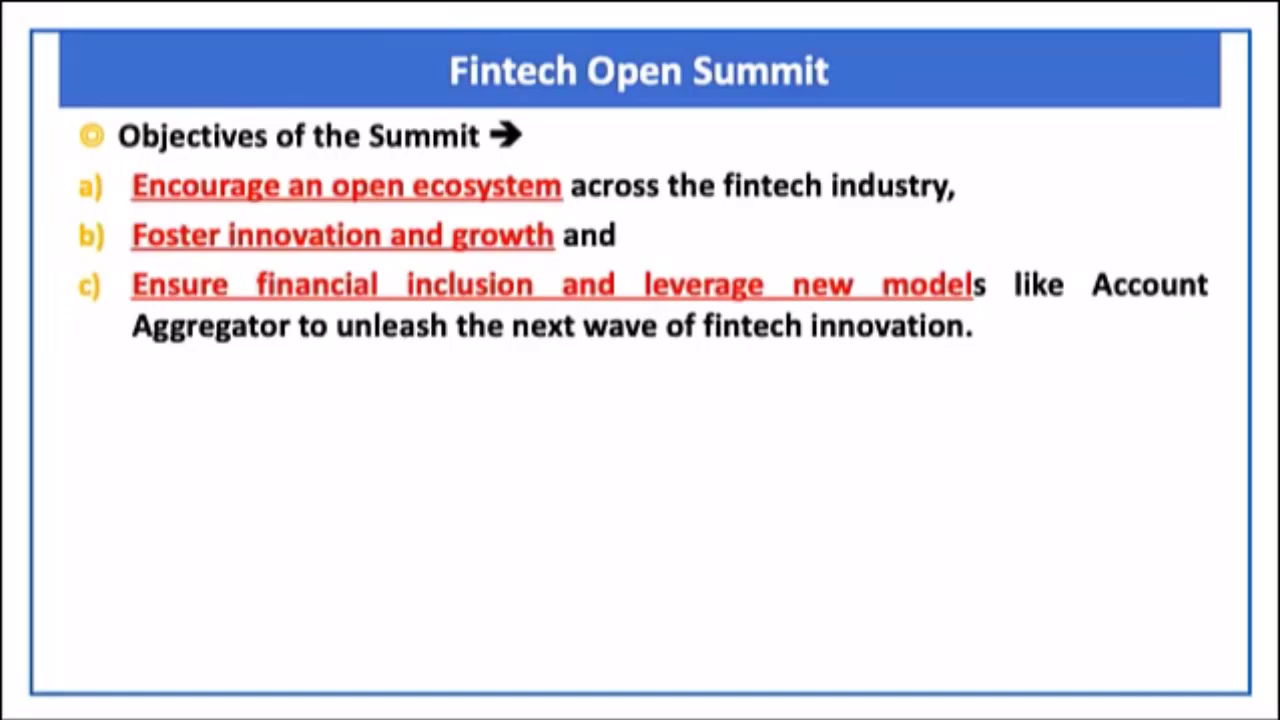 Fintech Open Summit
Objectives of the Summit ➔
a) Encourage an open ecosystem across the fintech industry,
b) Foster innovation and growth and
c) Ensure financial inclusion and leverage new models like Account
Aggregator to unleash the next wave of fintech innovation.